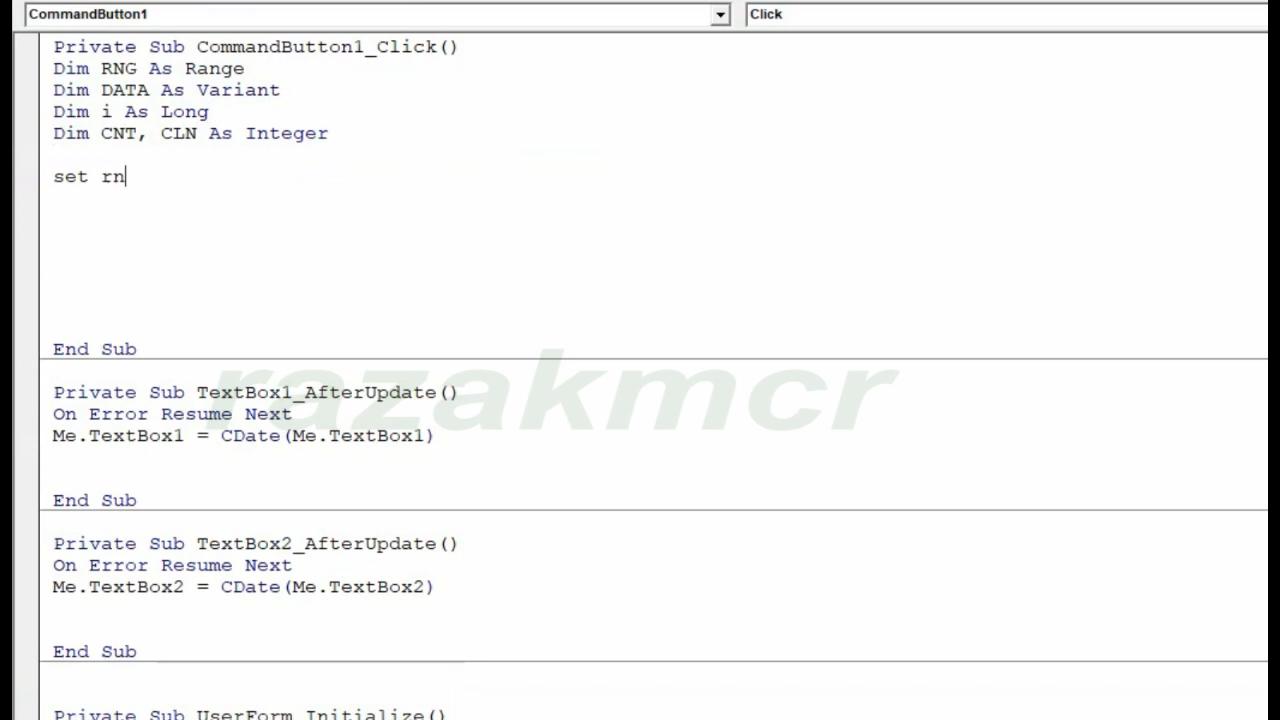 CommandButton1
Click
Private Sub CommandButton1_Click()
Dim RNG As Range
Dim DATA As Variant
Dim i As Long
Dim CNT, CLN As Integer
set rn
End Sub
razakmcr
Private Sub TextBox1_AfterUpdate()
On Error Resume Next
Me.TextBox1 = CDate(Me.TextBox1)
End Sub
Private Sub TextBox2_AfterUpdate()
On Error Resume Next
Me.TextBox2 = CDate(Me.TextBox2)
End Sub
Private Sub UserForm_Initialize()